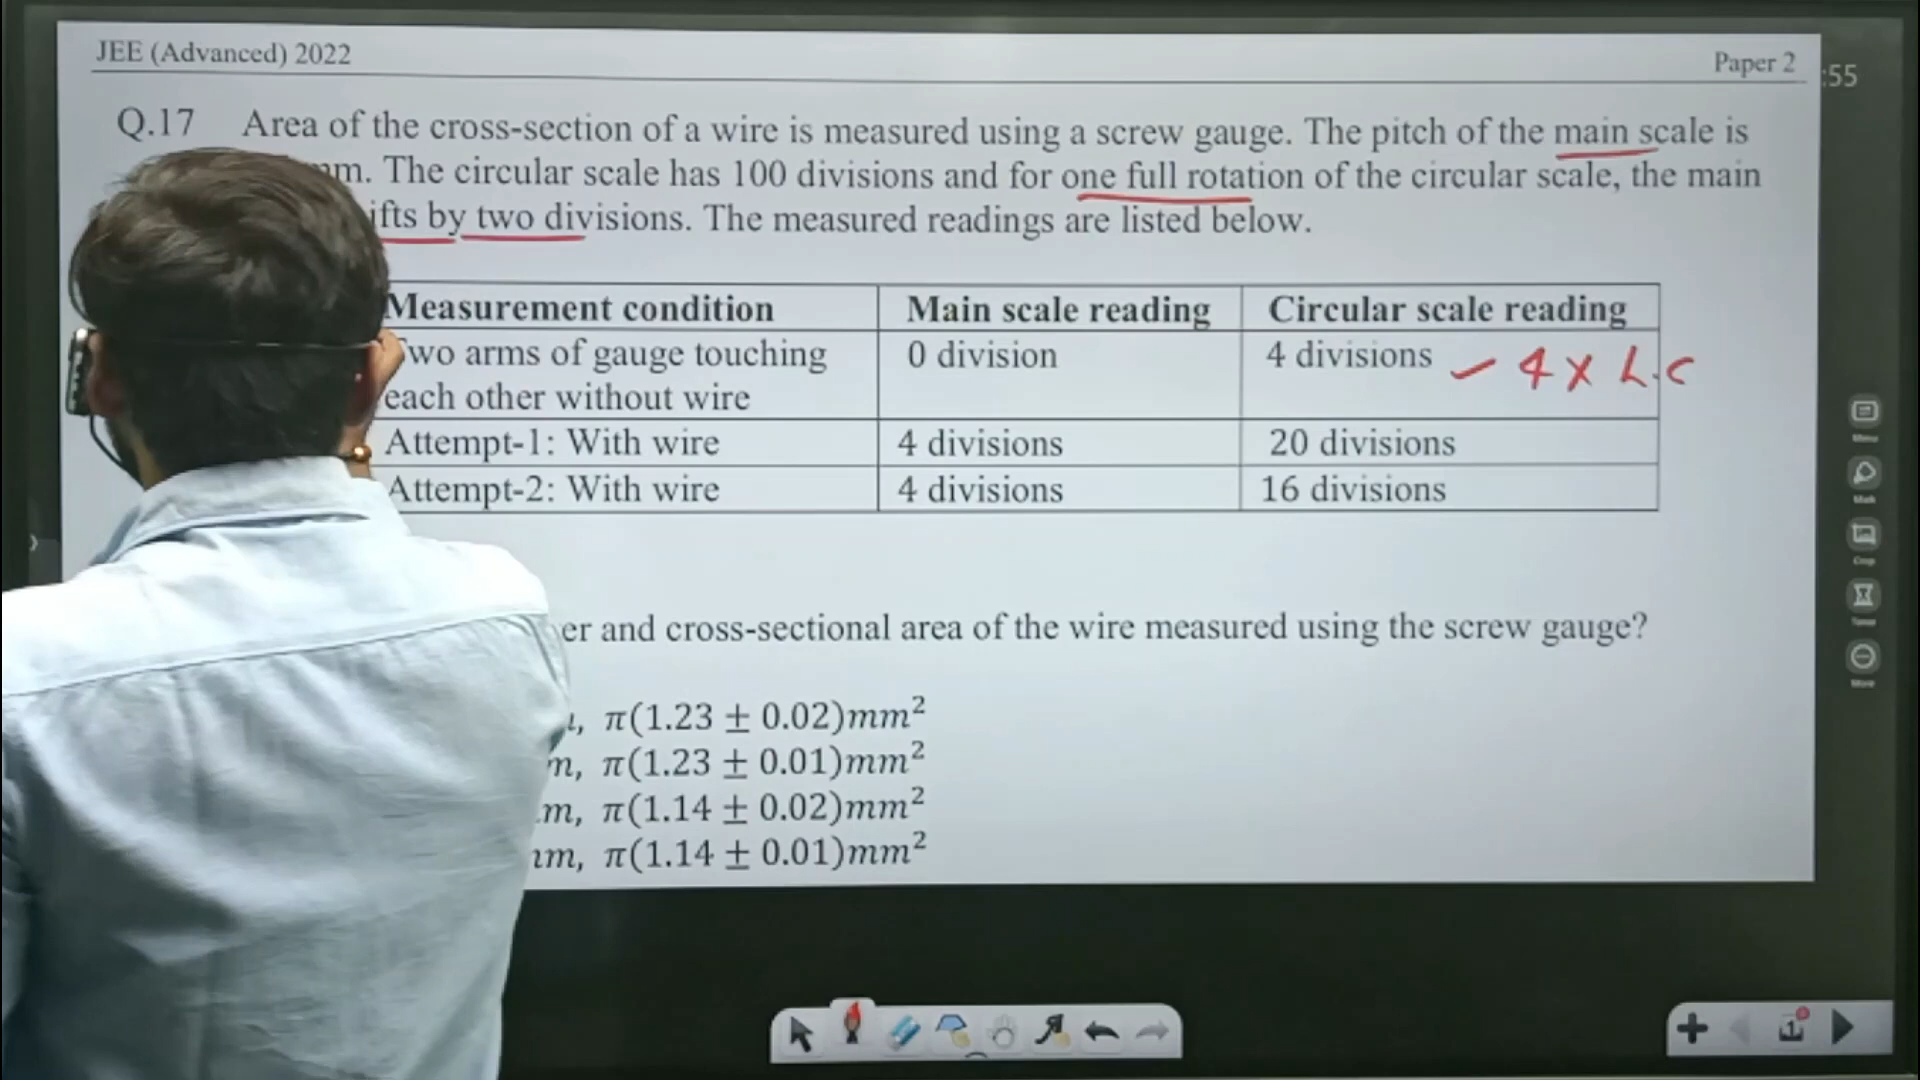 JEE (Advanced) 2022 Paper 2
:55
Q.17 Area of the cross-section of a wire is measured using a screw gauge. The pitch of the main scale is
mm. The circular scale has 100 divisions and for one full rotation of the circular scale, the main
ifts by two divisions. The measured readings are listed below.
Measurement condition Main scale reading Circular scale reading
wo arms of gauge touching 0 division 4 divisions 4 × L.C
each other without wire
Attempt-1: With wire 4 divisions 20 divisions
Attempt-2: With wire 4 divisions 16 divisions
er and cross-sectional area of the wire measured using the screw gauge?
, π(1.23 ± 0.02)mm²
m, π(1.23 ± 0.01)mm²
m, π(1.14 ± 0.02)mm²
m, π(1.14 ± 0.01)mm²
Menu
Crop
More
1